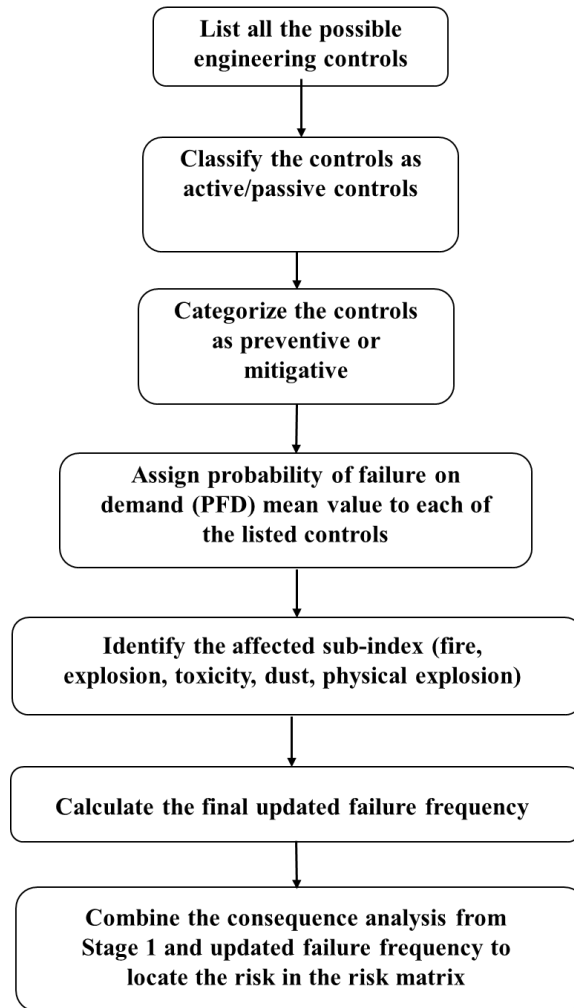 List all the possible
engineering controls
Classify the controls as
active/passive controls
Categorize the controls
as preventive or
mitigative
Assign probability of failure on
demand (PFD) mean value to each of
the listed controls
Identify the affected sub-index (fire,
explosion, toxicity, dust, physical explosion)
Calculate the final updated failure frequency
Combine the consequence analysis from
Stage 1 and updated failure frequency to
locate the risk in the risk matrix